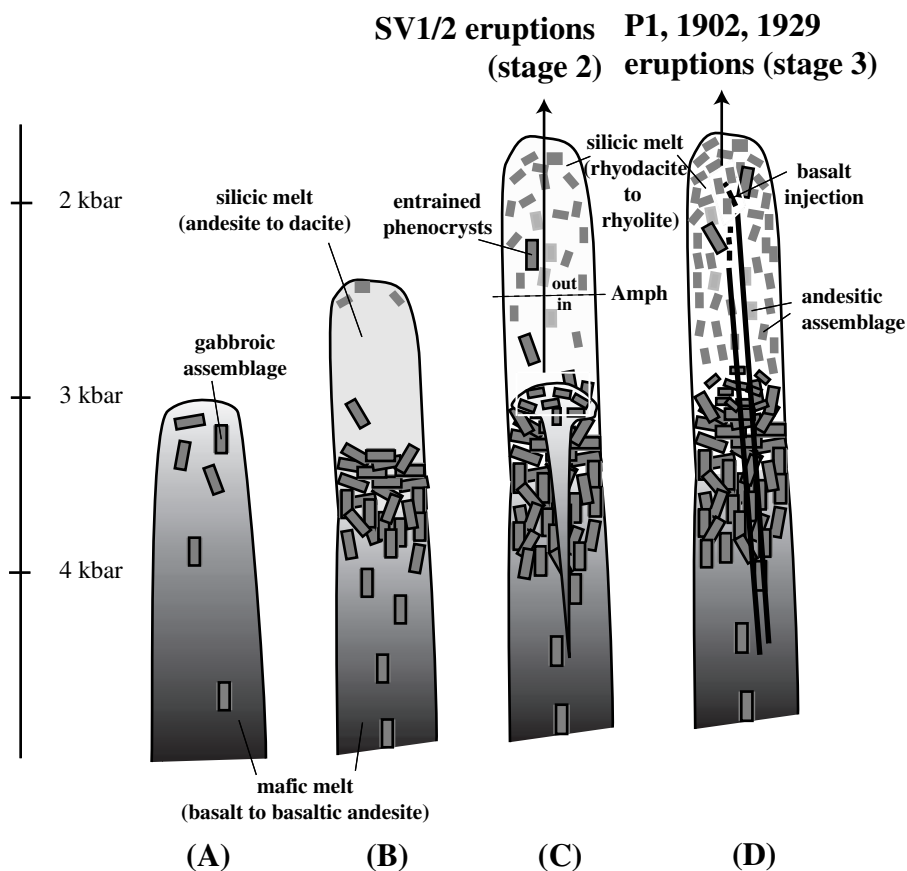 SV1/2 eruptions
(stage 2)
P1, 1902, 1929
eruptions (stage 3)
2 kbar
3 kbar
4 kbar
silicic melt
(andesite to dacite)
gabbroic
assemblage
entrained
phenocrysts
silicic melt
(rhyodacite
to
rhyolite)
basalt
injection
out
in
Amph
andesitic
assemblage
mafic melt
(basalt to basaltic andesite)
(A)
(B)
(C)
(D)